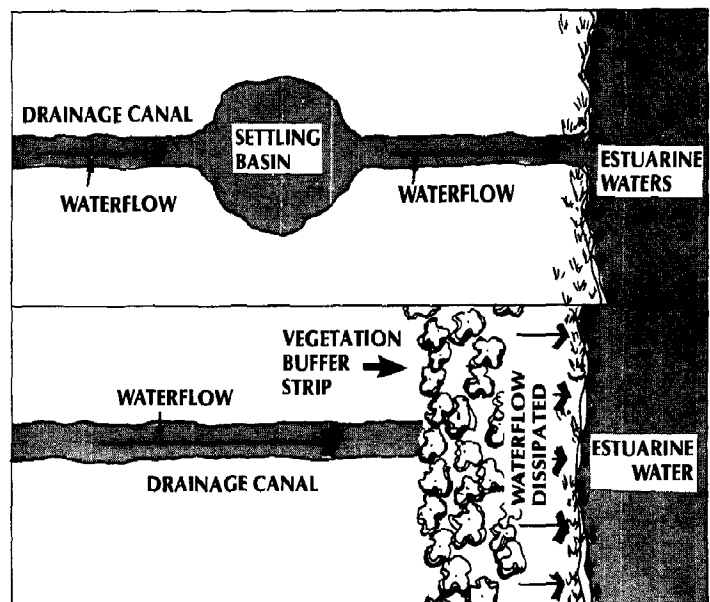 DRAINAGE CANAL
SETTLING
BASIN
WATERFLOW
WATERFLOW
ESTUARINE
WATERS
VEGETATION
BUFFER
STRIP
WATERFLOW
DRAINAGE CANAL
WATERFLOW
DISSIPATED
ESTUARINE
WATER